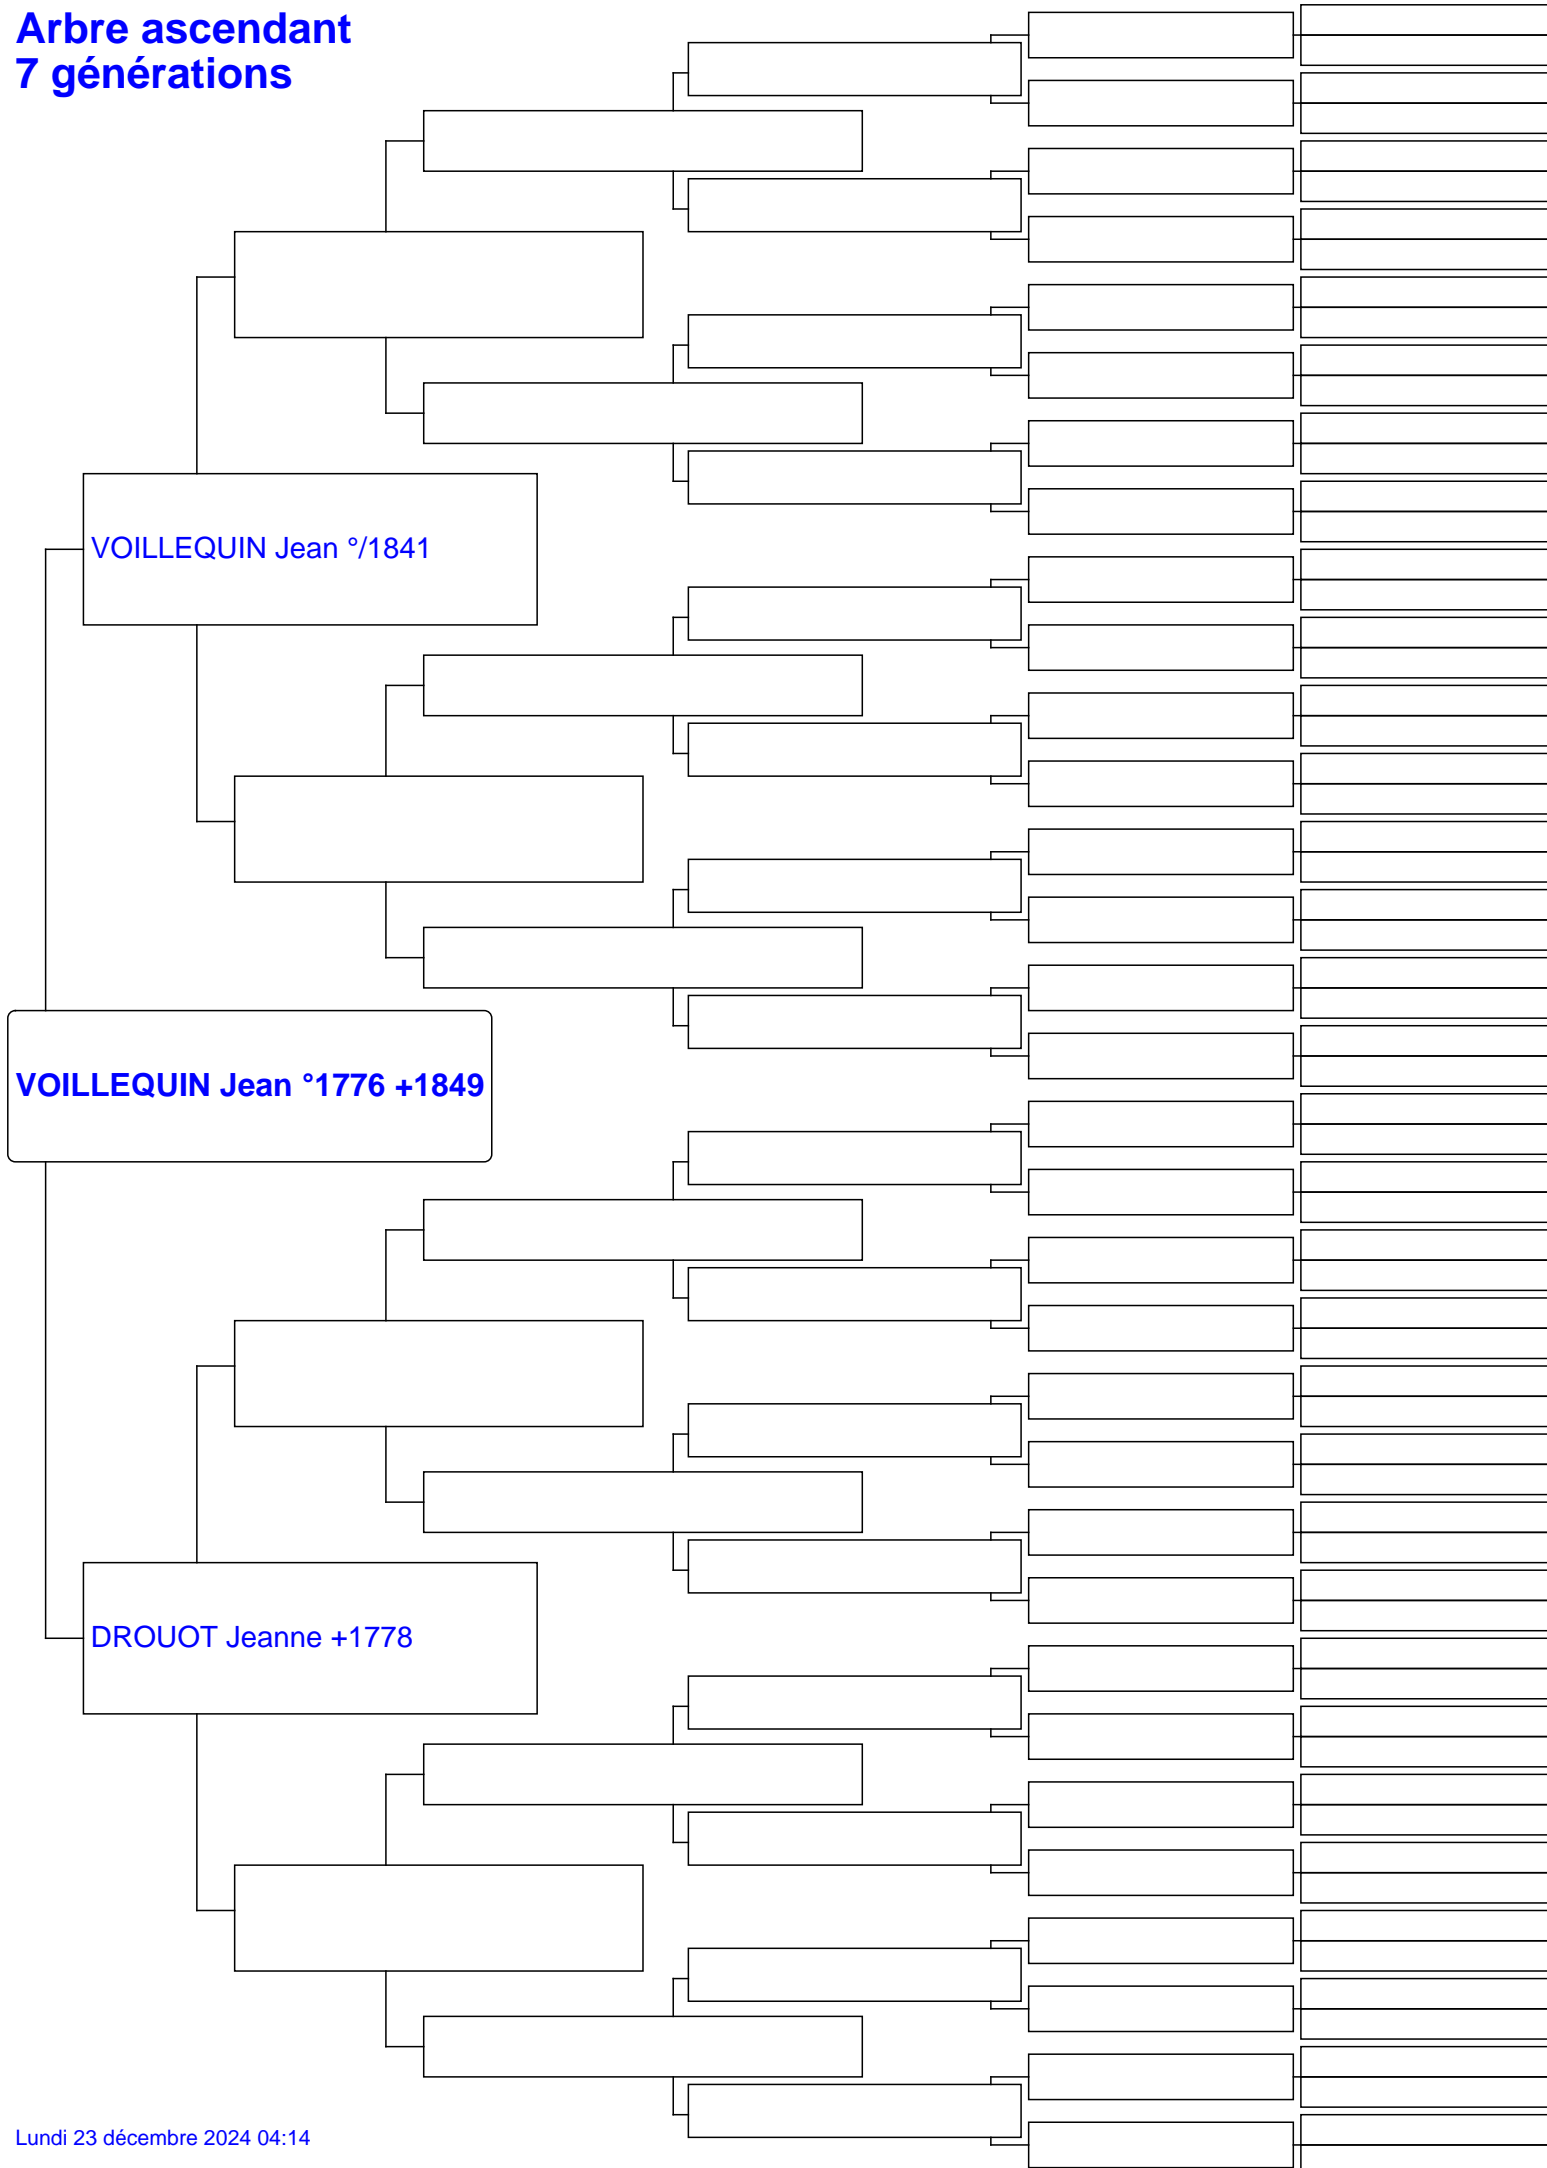 Arbre ascendant
7 générations
VOILLEQUIN Jean °/1841
VOILLEQUIN Jean °1776 +1849
DROUOT Jeanne +1778
Lundi 23 décembre 2024 04:14